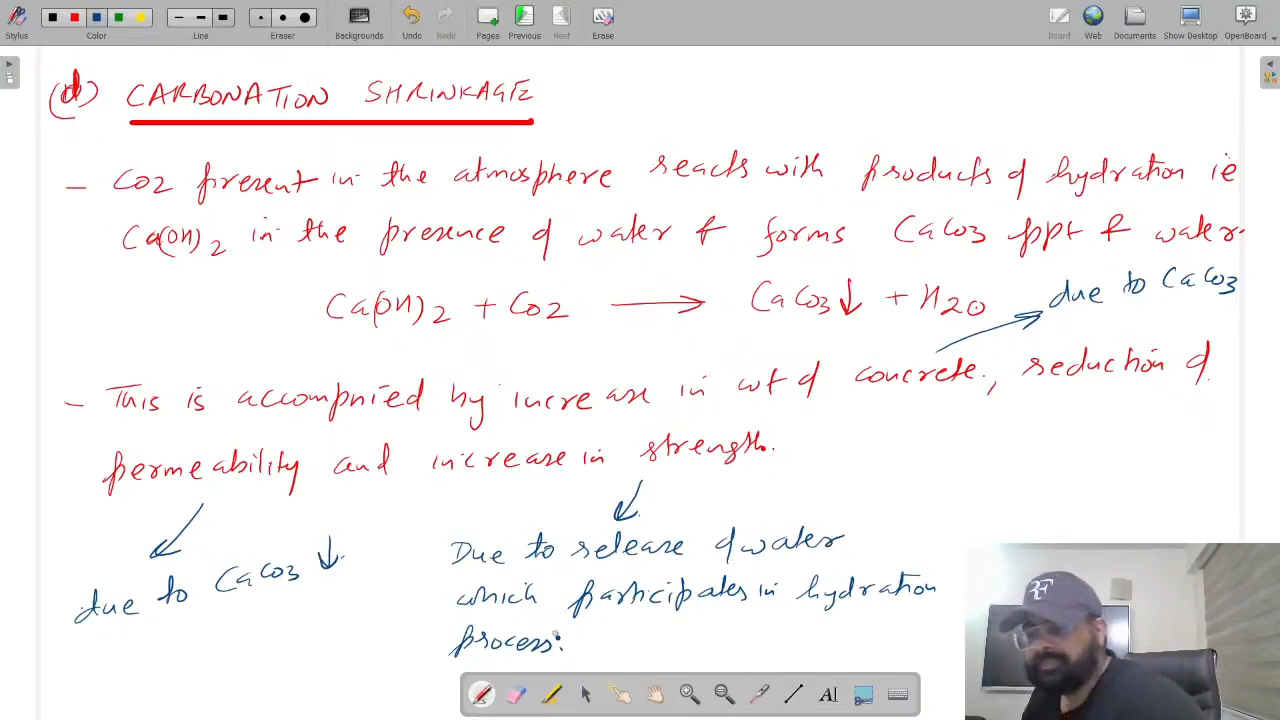 Stylus
Color
Line
Eraser
Backgrounds
Undo
Redo
Pages
Previous
Next
Erase
Board
Web
Documents
Show Desktop
OpenBoard
(d) CARBONATION SHRINKAGE
- CO2 present in the atmosphere reacts with products of hydration ie
Ca(OH)2 in the presence of water & forms CaCO3 ppt & water.
Ca(OH)2 + CO2 → CaCO3↓ + H2O
due to CaCO3
- This is accompnied by increase in wt of concrete, reduction of
permeability and increase in strength.
due to CaCO3 ↓
Due to release of water
which participates in hydration
process.
RF
AI